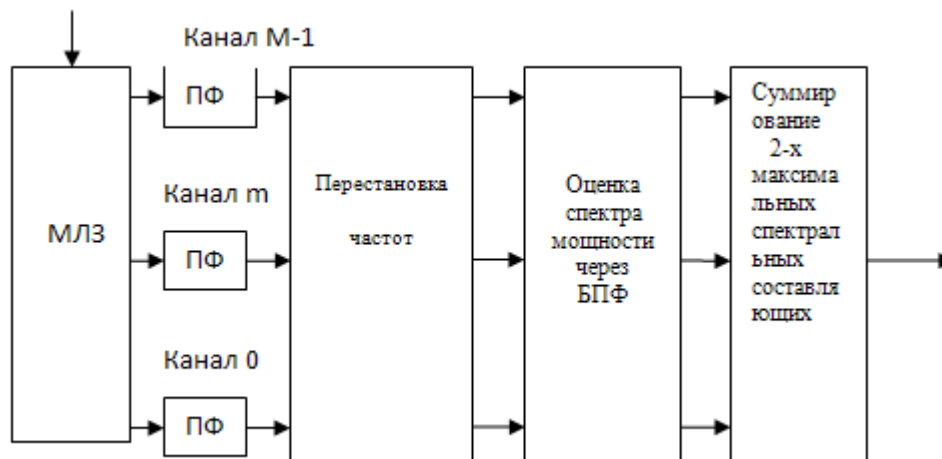 Канал М-1
ПФ
Канал m
ПФ
Канал 0
ПФ
МЛЗ
Перестановка
частот
Оценка
спектра
мощности
через
БПФ
Суммир
ование
2-х
максима
льных
спектрал
ьных
составля
ющих